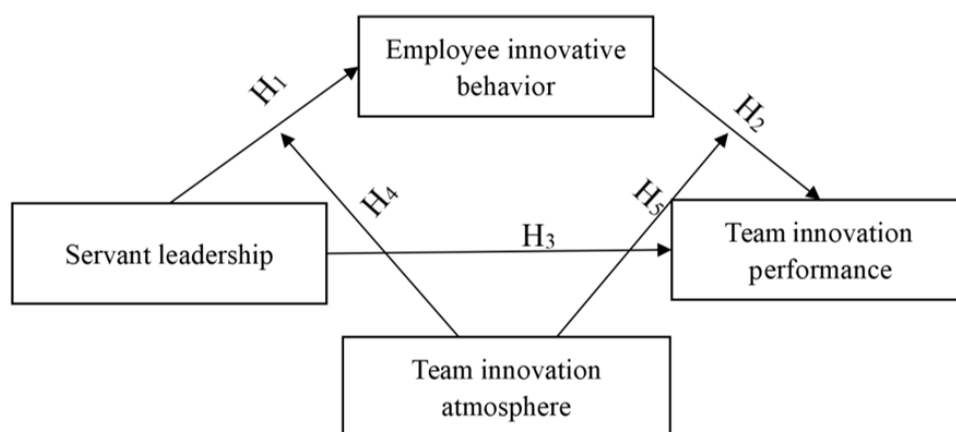 Employee innovative
behavior
H₁
H₂
H₄
H₅
Servant leadership
H₃
Team innovation
performance
Team innovation
atmosphere